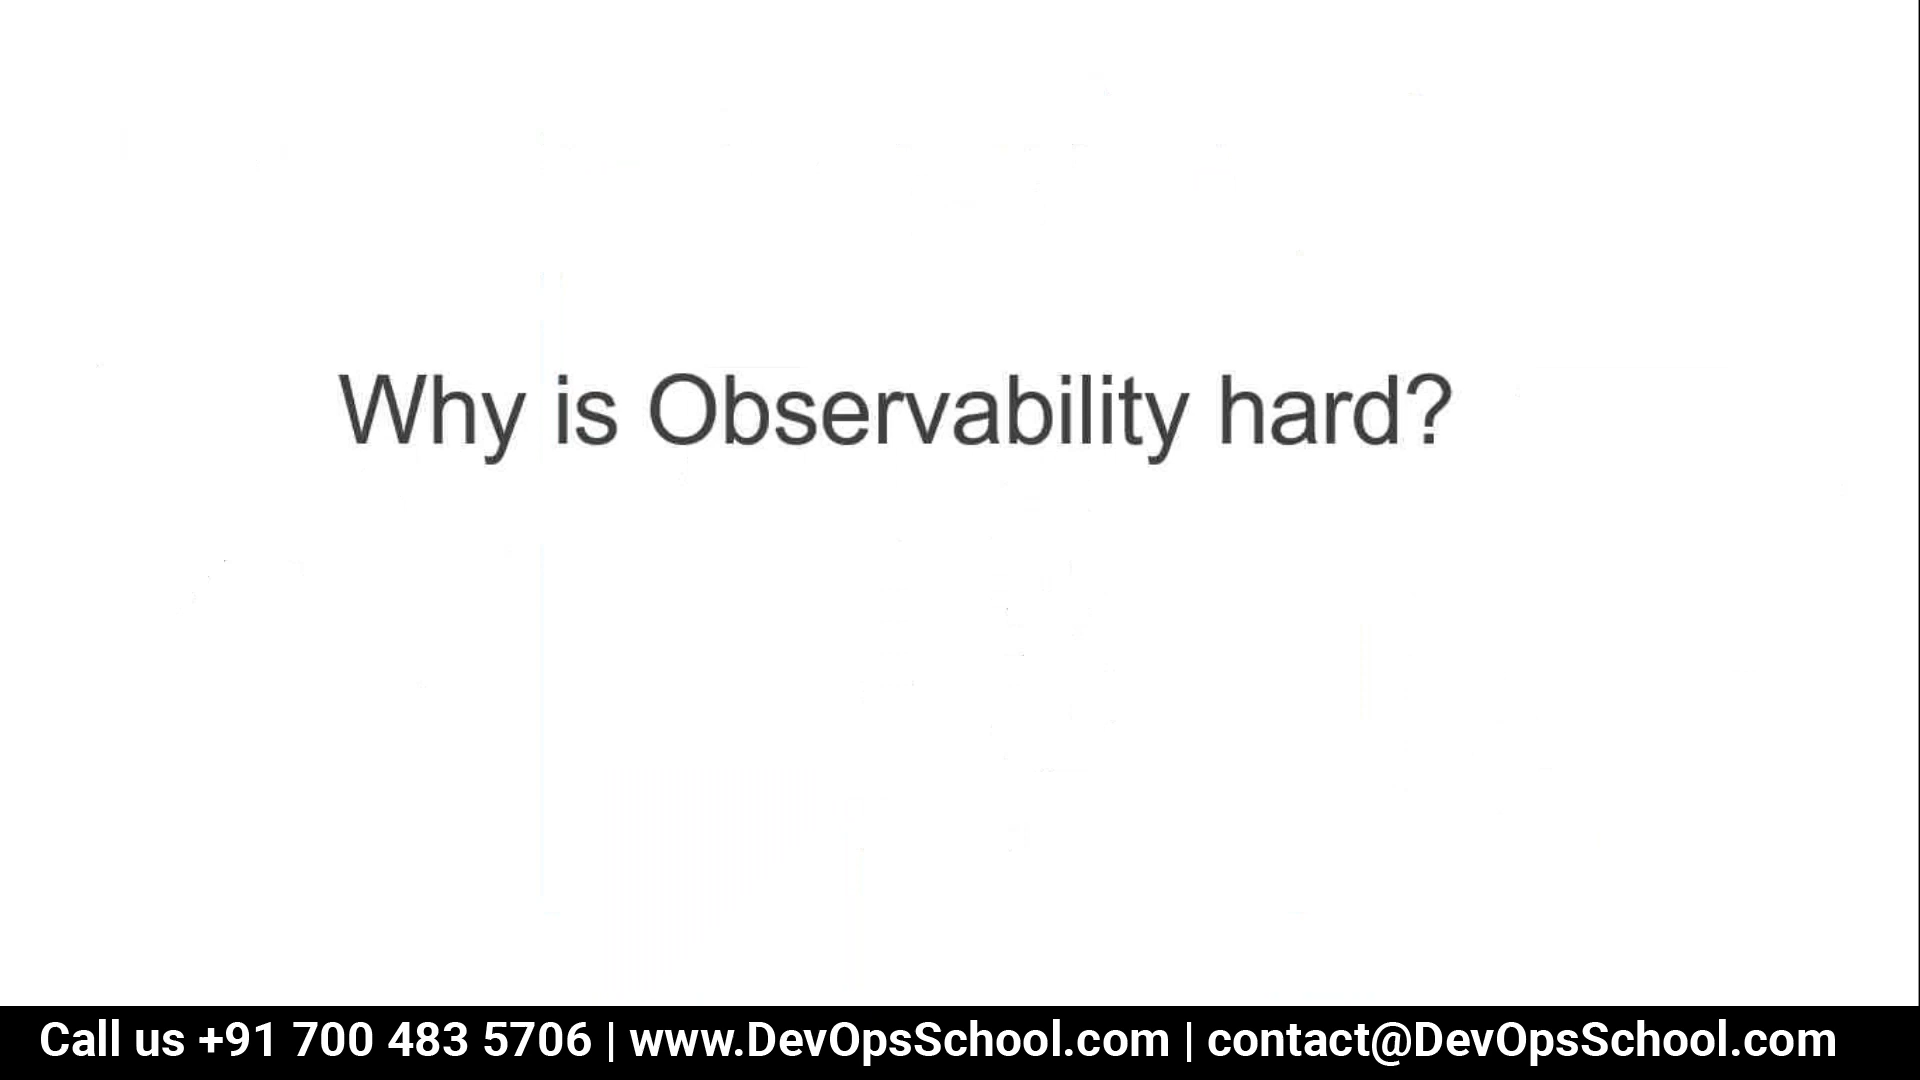 Why is Observability hard?
Call us +91 700 483 5706 | www.DevOpsSchool.com | contact@DevOpsSchool.com